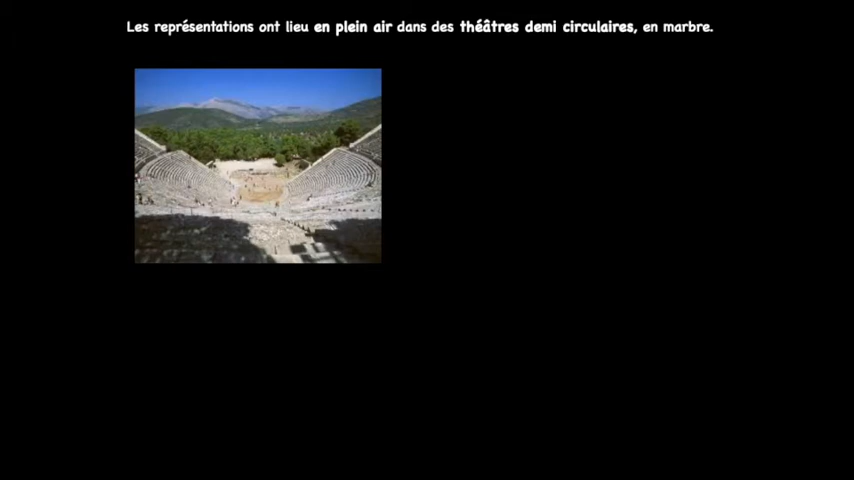 Les représentations ont lieu en plein air dans des théâtres demi circulaires, en marbre.